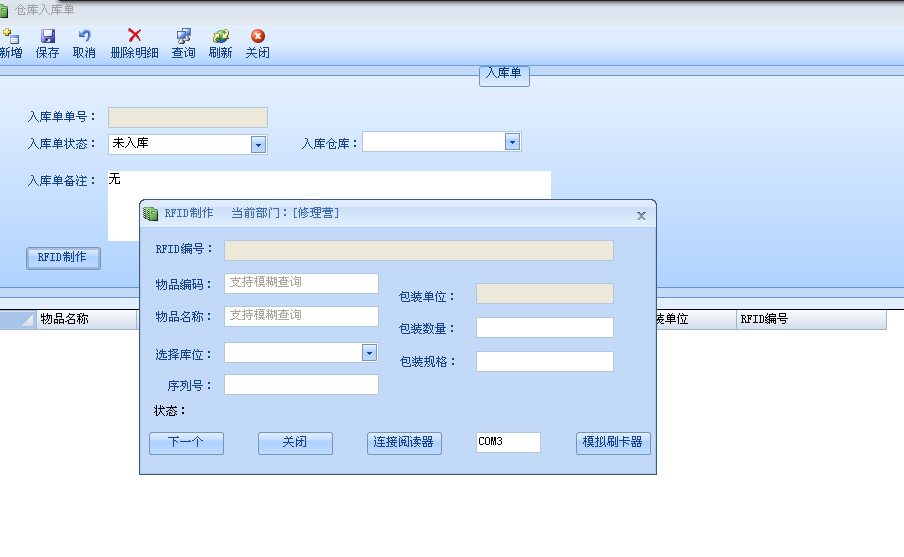 仓库入库单
新增 保存 取消 删除明细 查询 刷新 关闭
入库单
入库单单号：
入库单状态： 未入库 入库仓库：
入库单备注： 无
RFID制作 当前部门：[修理营] x
RFID编号：
RFID制作
物品编码： 支持模糊查询
包装单位：
物品名称： 支持模糊查询
物品名称 装单位 RFID编号
包装数量：
选择库位：
包装规格：
序列号：
状态：
下一个 关闭 连接阅读器 COM3 模拟刷卡器